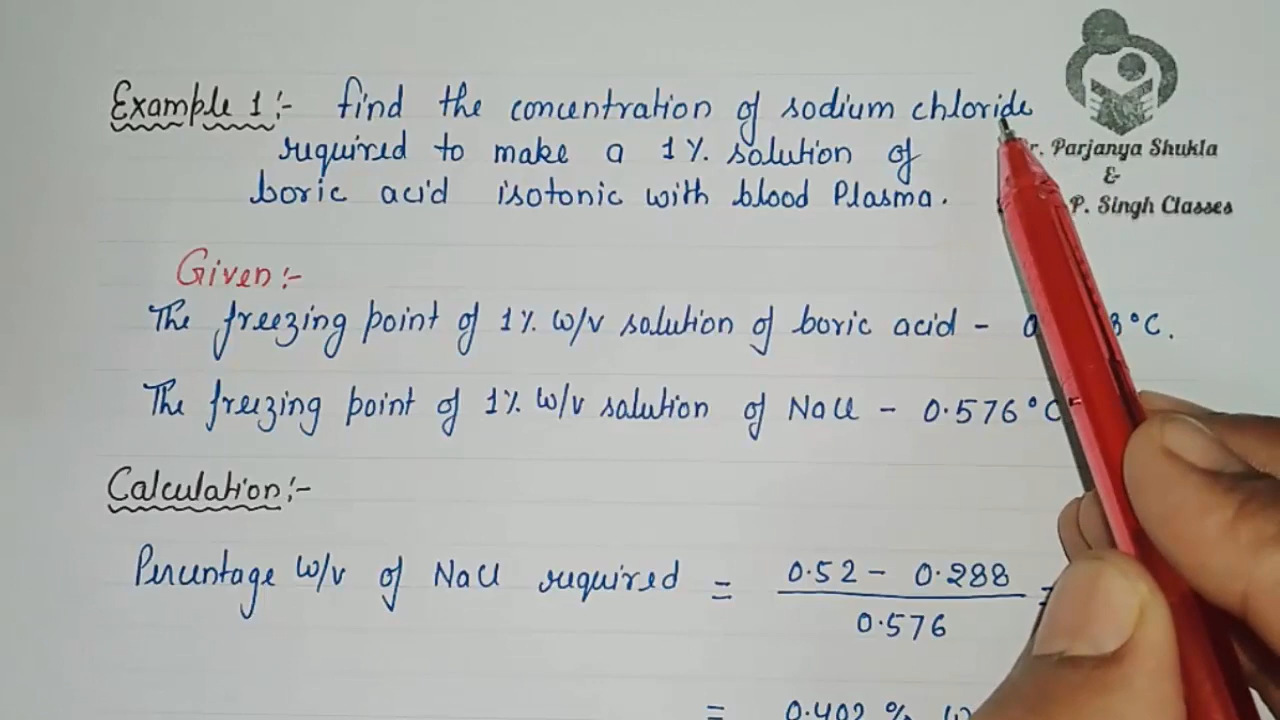 Example 1:- find the concentration of sodium chloride
required to make a 1% solution of
boric acid isotonic with blood Plasma.
r. Parjanya Shukla
&
P. Singh Classes
Given:-
The freezing point of 1% w/v solution of boric acid - °C.
The freezing point of 1% w/v solution of NaCl - 0.576°C
Calculation:-
Percentage w/v of NaCl required = 0.52 - 0.288 =
0.576
= 0.402 % w